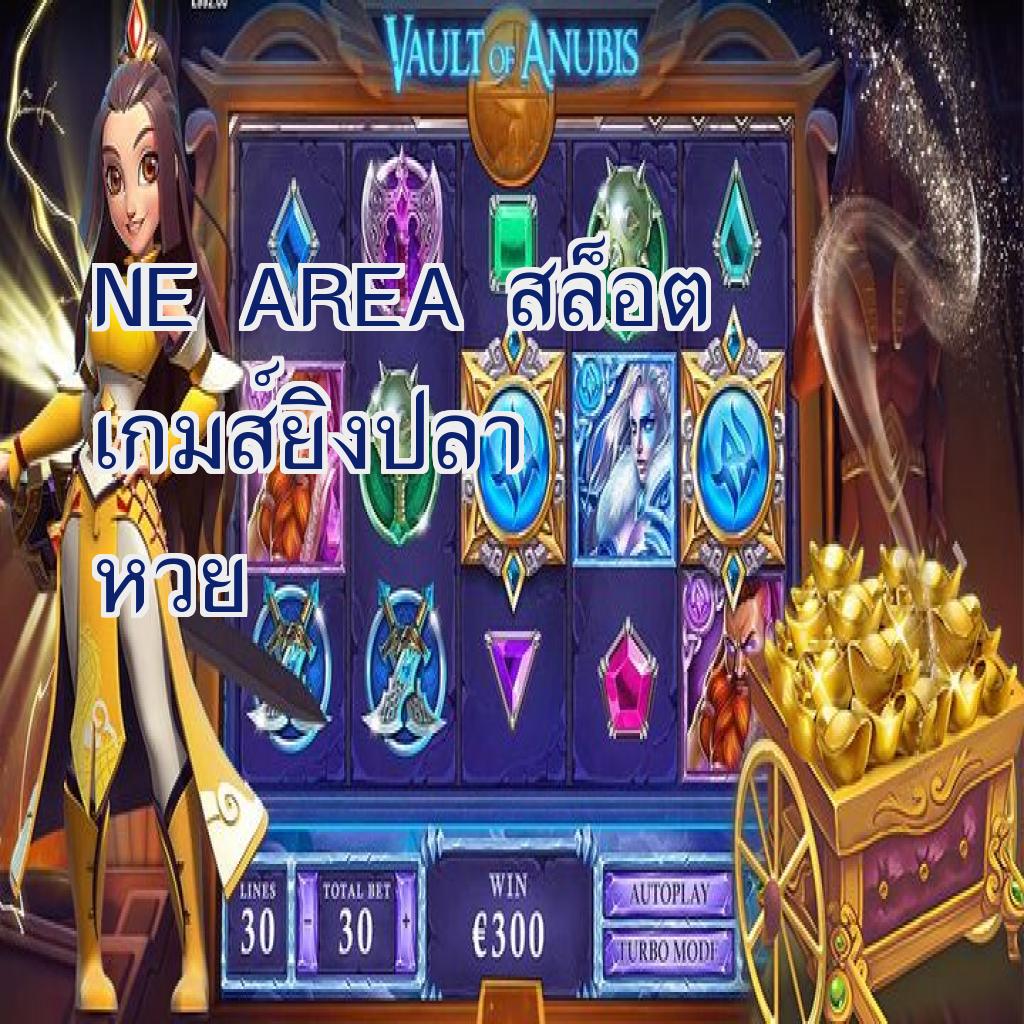 VAULT OF ANUBIS
NE AREA สล็อต
เกมส์ยิงปลา
หวย
LINES
30
TOTAL BET
- 30 +
WIN
€300
AUTOPLAY
TURBO MODE